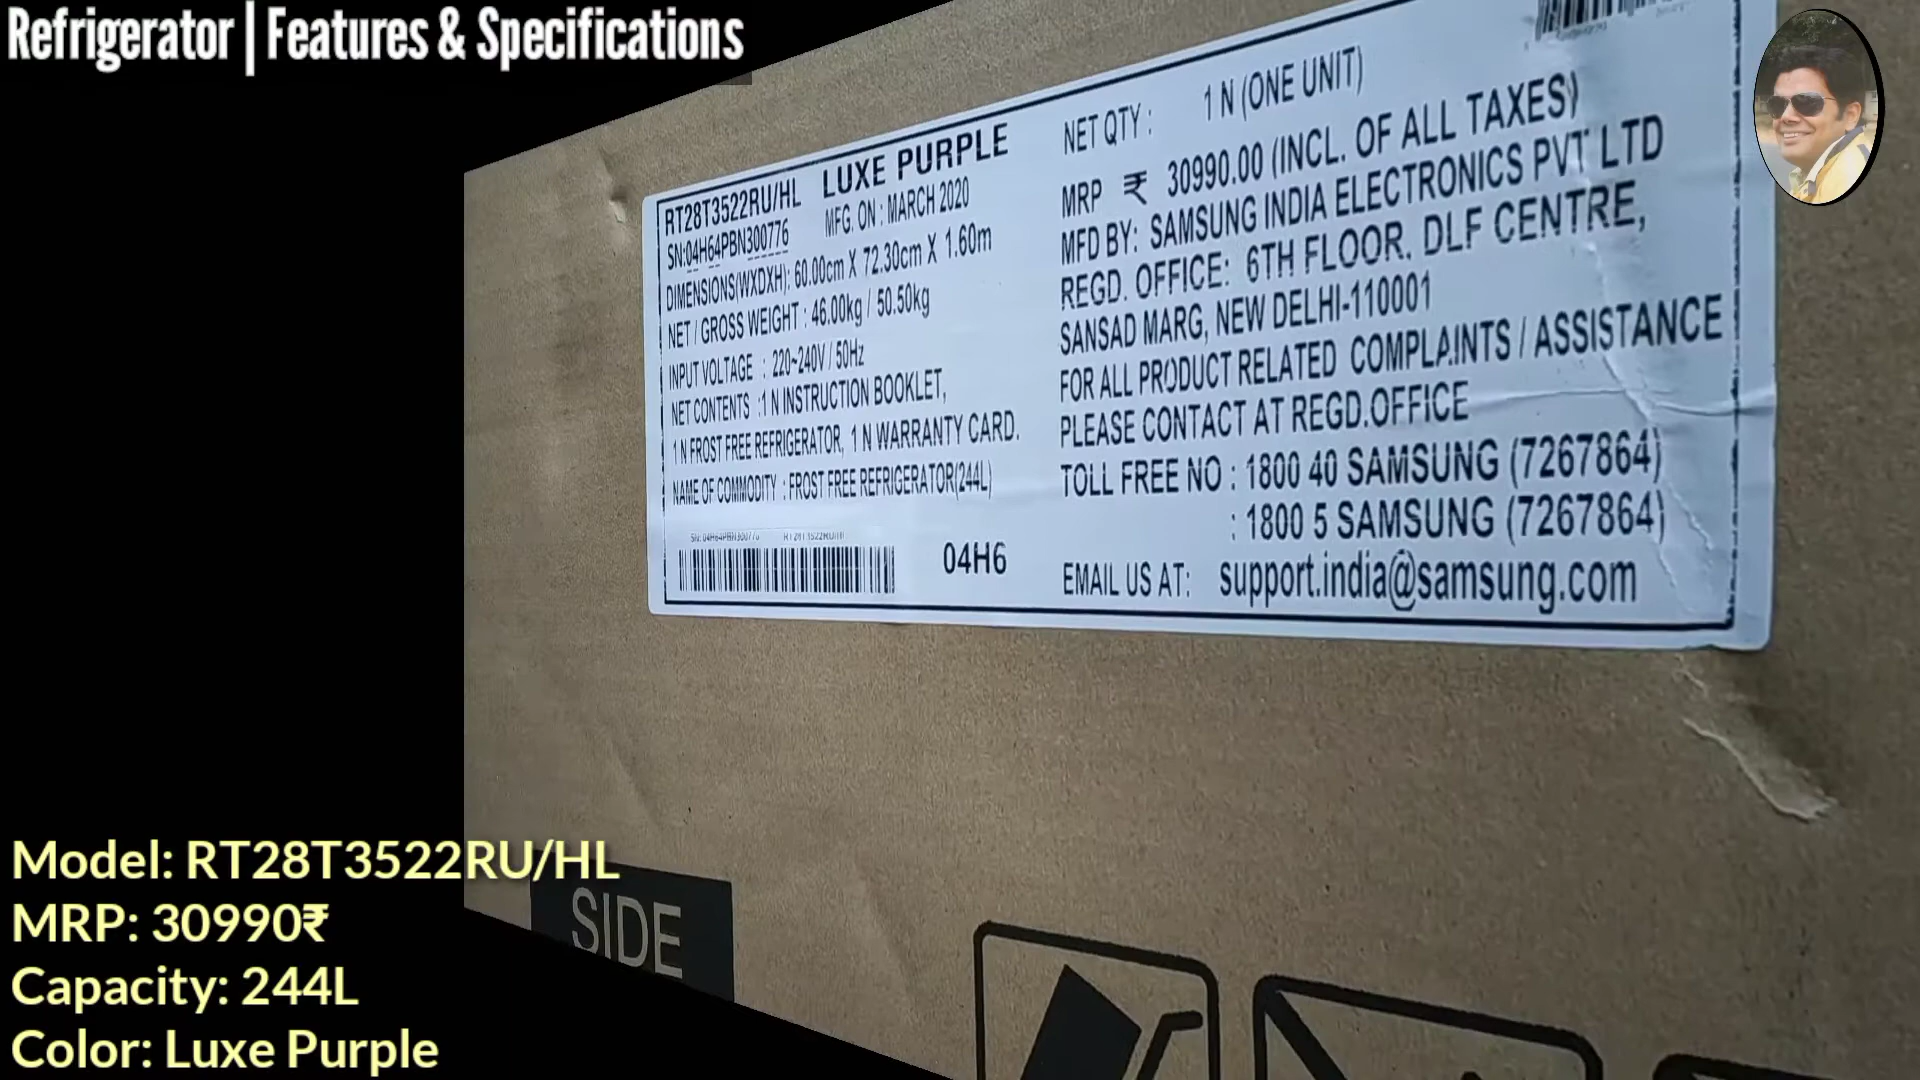 Refrigerator | Features & Specifications
RT28T3522RU/HL LUXE PURPLE
SN:04H64PBN300776 MFG. ON : MARCH 2020
DIMENSIONS(WXDXH): 60.00cm X 72.30cm X 1.60m
NET / GROSS WEIGHT : 46.00kg / 50.50kg
INPUT VOLTAGE : 220~240V / 50Hz
NET CONTENTS :1 N INSTRUCTION BOOKLET,
1 N FROST FREE REFRIGERATOR, 1 N WARRANTY CARD.
NAME OF COMMODITY : FROST FREE REFRIGERATOR(244L)
SN: 04H64PBN300776 RT28T3522RU/HL
04H6
NET QTY : 1 N (ONE UNIT)
MRP ₹ 30990.00 (INCL. OF ALL TAXES)
MFD BY: SAMSUNG INDIA ELECTRONICS PVT LTD
REGD. OFFICE: 6TH FLOOR, DLF CENTRE,
SANSAD MARG, NEW DELHI-110001
FOR ALL PRODUCT RELATED COMPLAINTS / ASSISTANCE
PLEASE CONTACT AT REGD.OFFICE
TOLL FREE NO : 1800 40 SAMSUNG (7267864)
: 1800 5 SAMSUNG (7267864)
EMAIL US AT: support.india@samsung.com
SIDE
Model: RT28T3522RU/HL
MRP: 30990₹
Capacity: 244L
Color: Luxe Purple